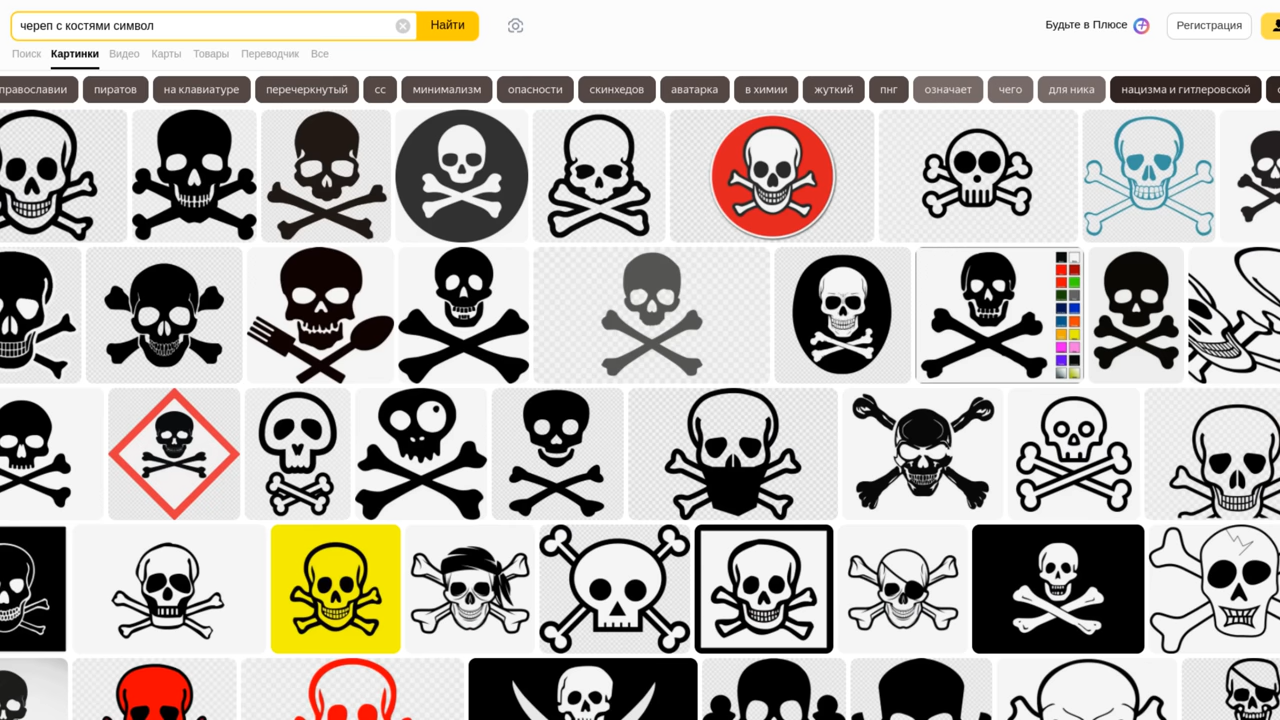 череп с костями символ
Найти
Будьте в Плюсе
Регистрация
Поиск Картинки Видео Карты Товары Переводчик Все
православии пиратов на клавиатуре перечеркнутый сс минимализм опасности скинхедов аватарка в химии жуткий пнг означает чего для ника нацизма и гитлеровской